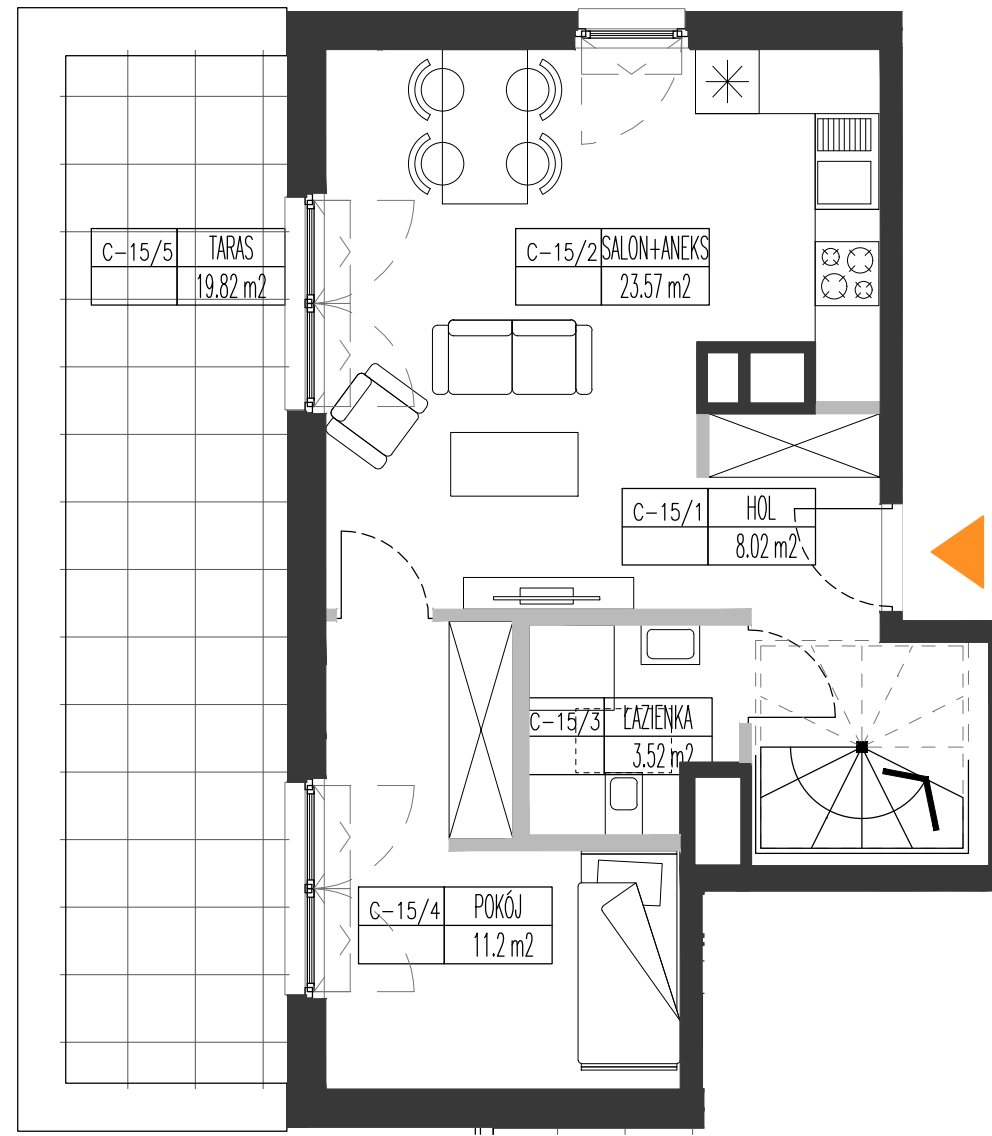 C-15/5 TARAS
19.82 m2
C-15/2 SALON+ANEKS
23.57 m2
C-15/1 HOL
8.02 m2
C-15/3 ŁAZIENKA
3.52 m2
C-15/4 POKÓJ
11.2 m2